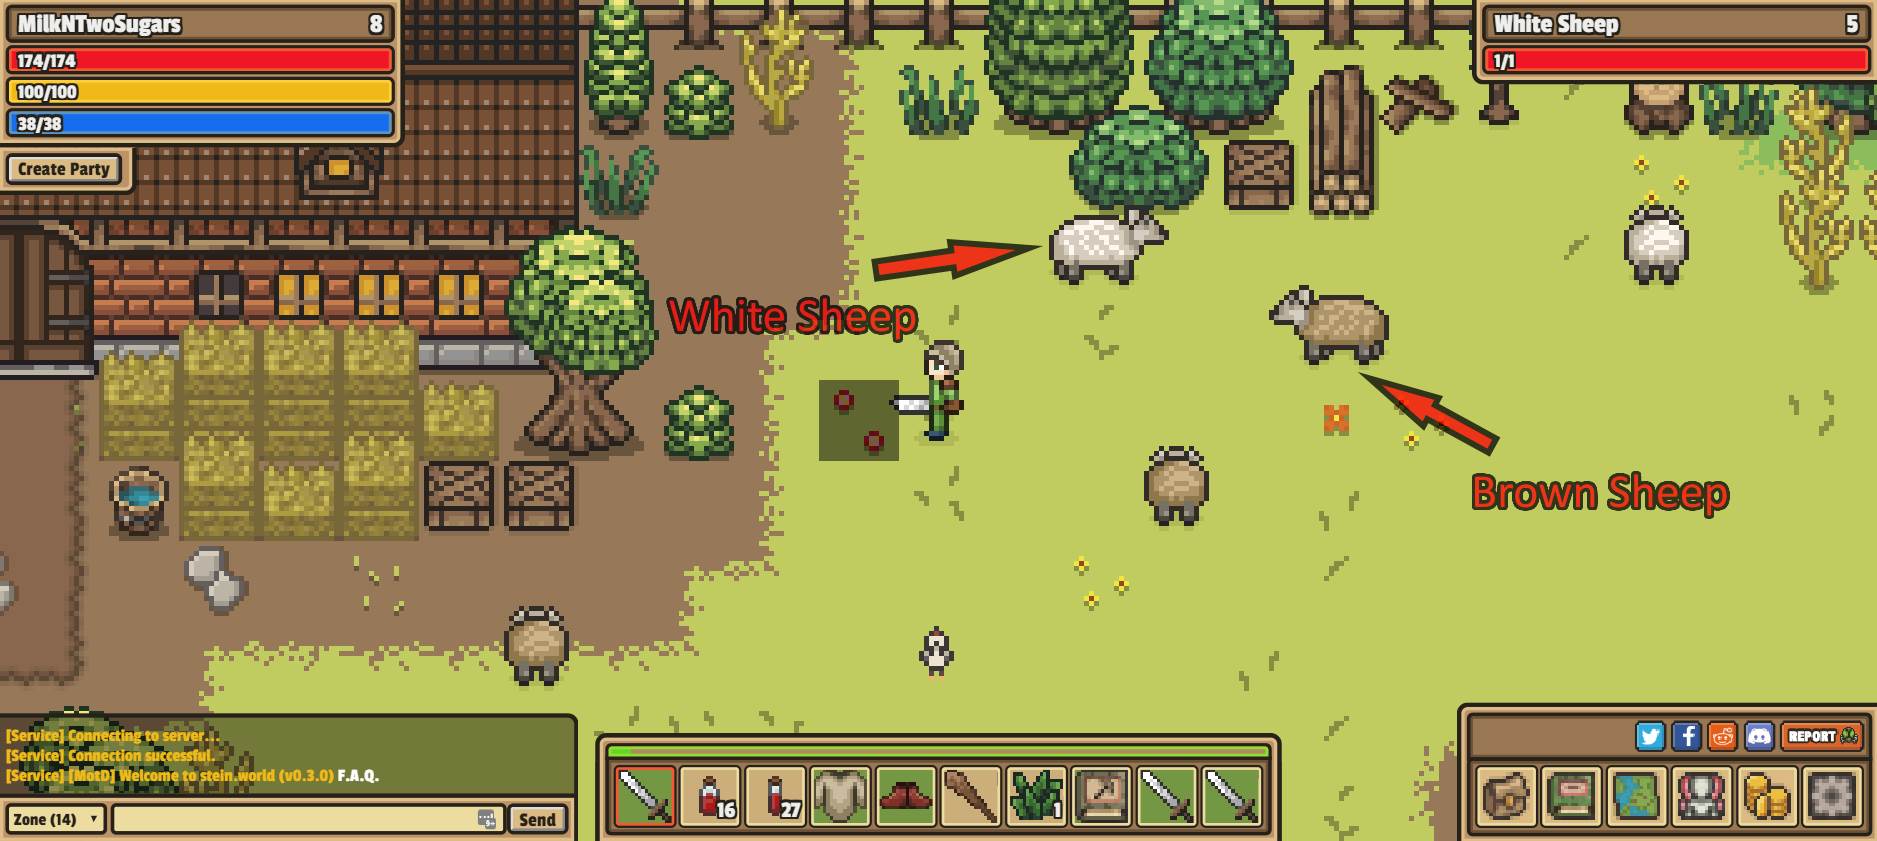 MilkNTwoSugars 8
174/174
100/100
38/38
Create Party
White Sheep 5
1/1
White Sheep
Brown Sheep
[Service] Connecting to server...
[Service] Connection successful.
[Service] [MotD] Welcome to stein.world (v0.3.0) F.A.Q.
Zone (14)
Send
16
27
1
REPORT